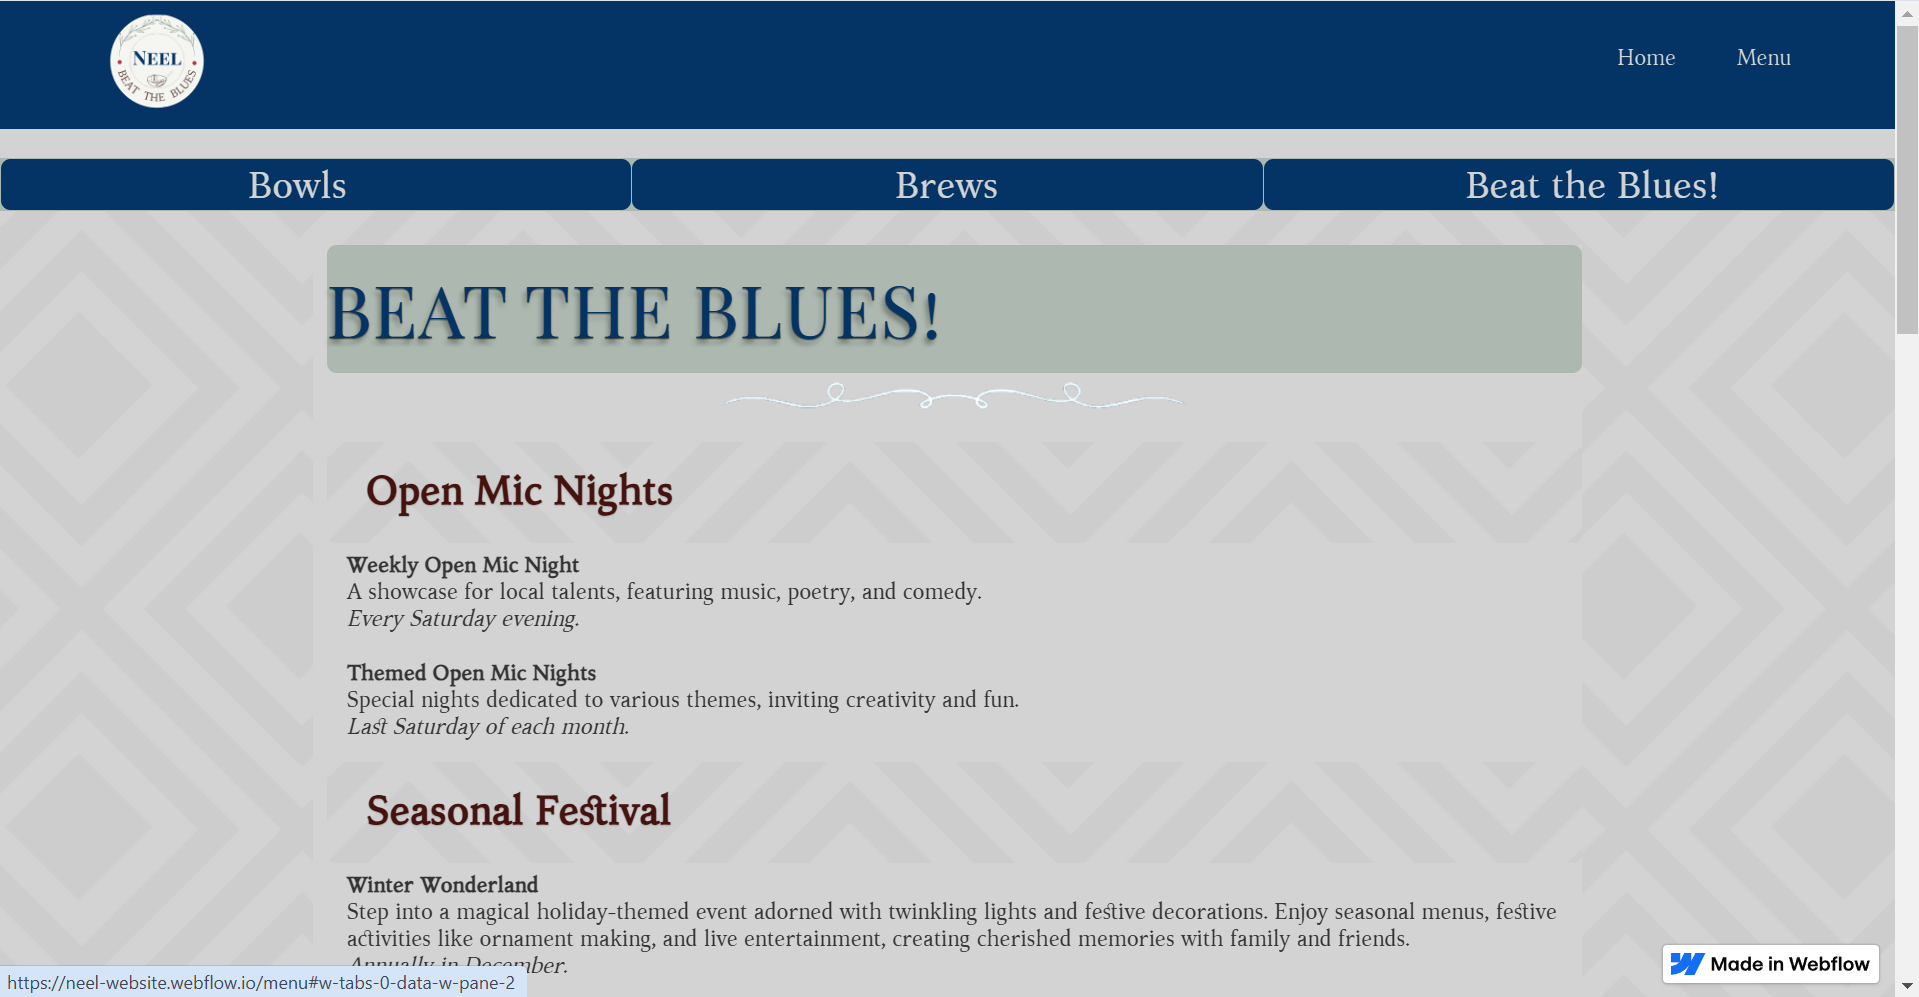 NEEL
BEAT THE BLUES
Home
Menu
Bowls
Brews
Beat the Blues!
BEAT THE BLUES!
Open Mic Nights
Weekly Open Mic Night
A showcase for local talents, featuring music, poetry, and comedy.
Every Saturday evening.
Themed Open Mic Nights
Special nights dedicated to various themes, inviting creativity and fun.
Last Saturday of each month.
Seasonal Festival
Winter Wonderland
Step into a magical holiday-themed event adorned with twinkling lights and festive decorations. Enjoy seasonal menus, festive
activities like ornament making, and live entertainment, creating cherished memories with family and friends.
Annually in December.
Made in Webflow
https://neel-website.webflow.io/menu#w-tabs-0-data-w-pane-2